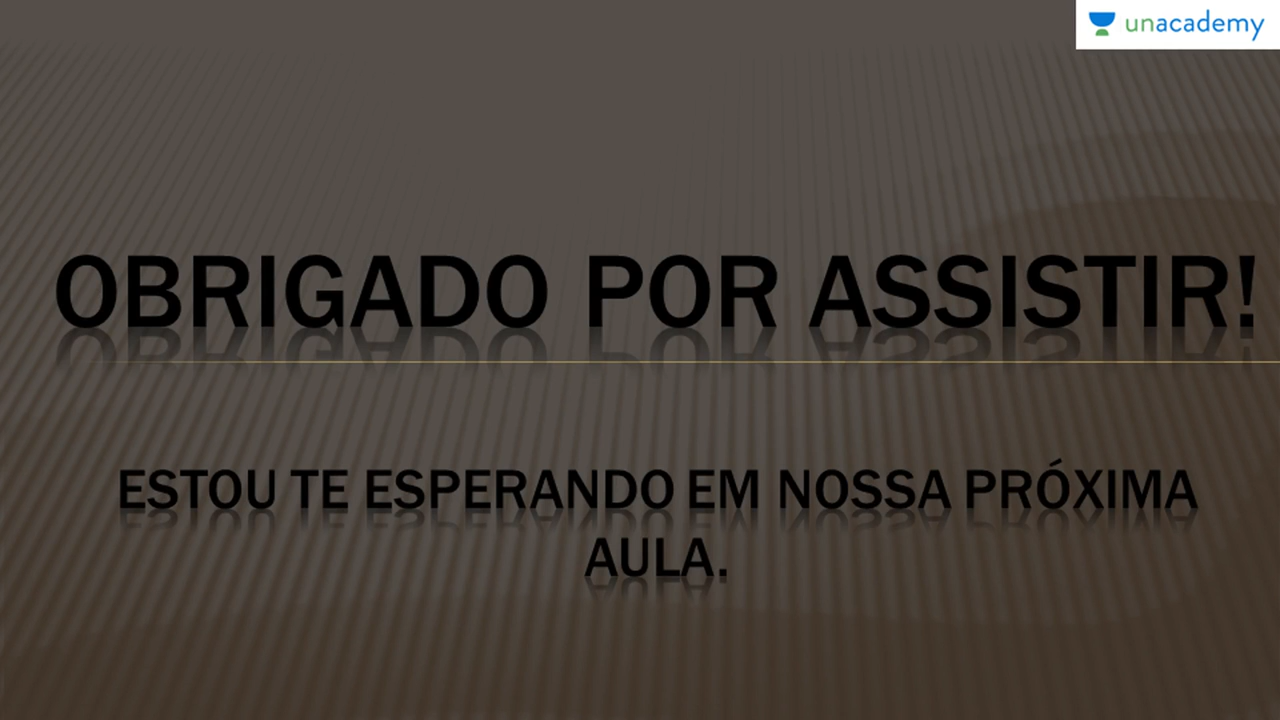 unacademy
OBRIGADO POR ASSISTIR!
ESTOU TE ESPERANDO EM NOSSA PRÓXIMA
AULA.